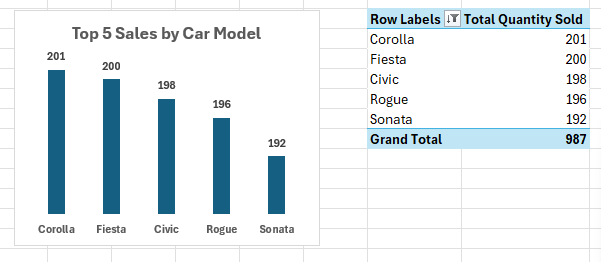 Top 5 Sales by Car Model
201
200
198
196
192
Corolla Fiesta Civic Rogue Sonata
Row Labels Total Quantity Sold
Corolla 201
Fiesta 200
Civic 198
Rogue 196
Sonata 192
Grand Total 987